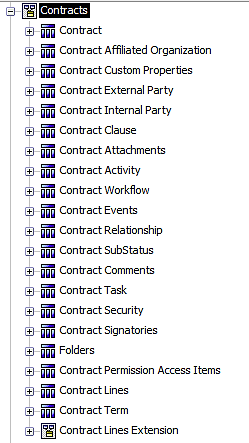 Contracts
Contract
Contract Affiliated Organization
Contract Custom Properties
Contract External Party
Contract Internal Party
Contract Clause
Contract Attachments
Contract Activity
Contract Workflow
Contract Events
Contract Relationship
Contract SubStatus
Contract Comments
Contract Task
Contract Security
Contract Signatories
Folders
Contract Permission Access Items
Contract Lines
Contract Term
Contract Lines Extension